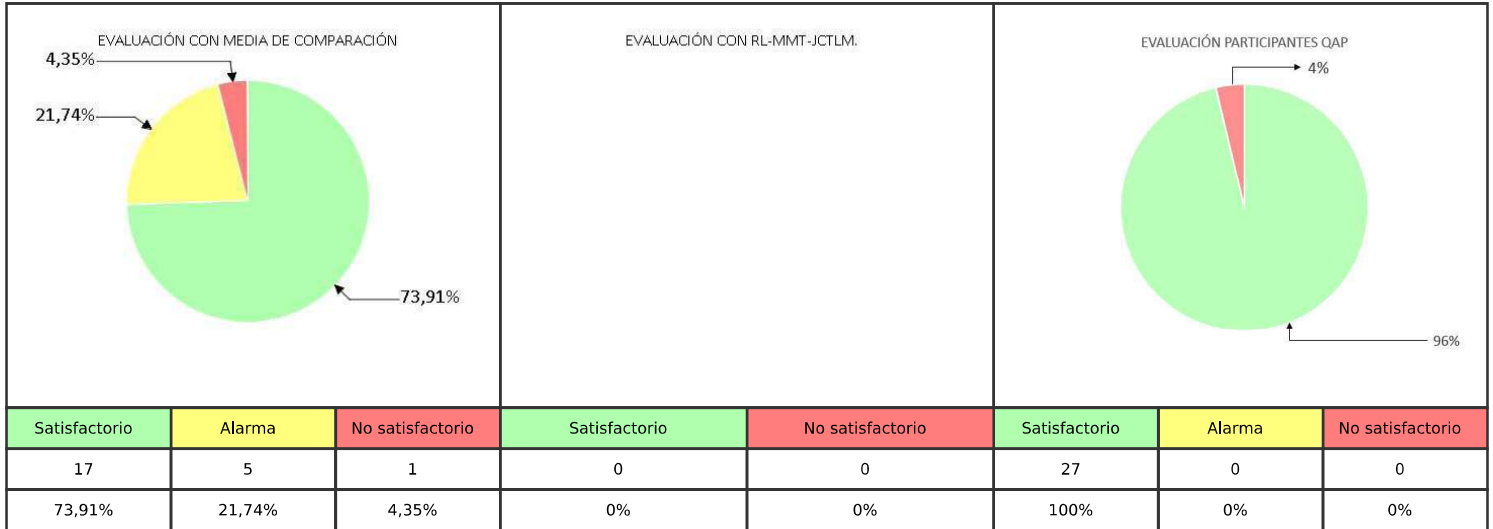 EVALUACIÓN CON MEDIA DE COMPARACIÓN
4,35%
21,74%
73,91%
EVALUACIÓN CON RL-MMT-JCTLM.
EVALUACIÓN PARTICIPANTES QAP
4%
96%
Satisfactorio Alarma No satisfactorio Satisfactorio No satisfactorio Satisfactorio Alarma No satisfactorio
17 5 1 0 0 27 0 0
73,91% 21,74% 4,35% 0% 0% 100% 0% 0%